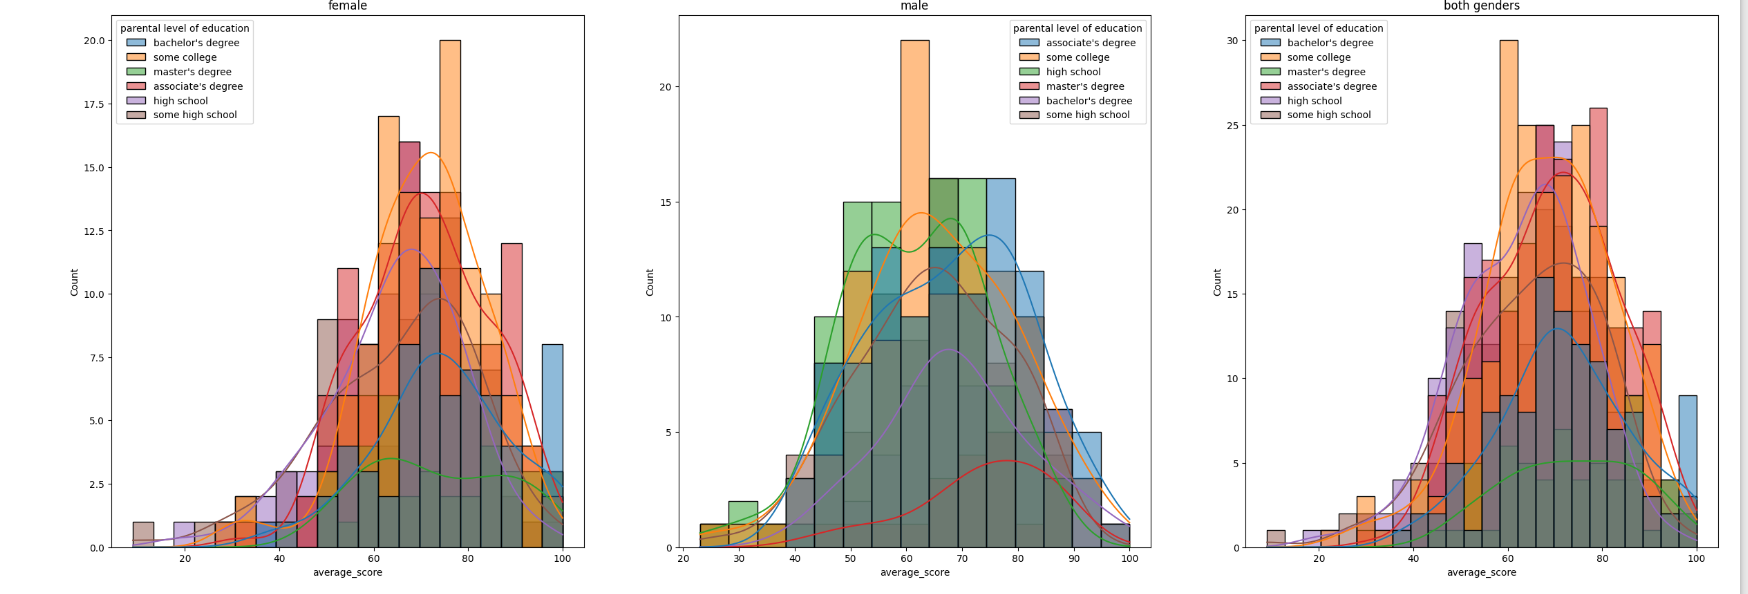 female
parental level of education
bachelor's degree
some college
master's degree
associate's degree
high school
some high school
20.0
17.5
15.0
12.5
10.0
7.5
5.0
2.5
0.0
Count
20 40 60 80 100
average_score
male
parental level of education
associate's degree
some college
high school
master's degree
bachelor's degree
some high school
20
15
10
5
0
Count
20 30 40 50 60 70 80 90 100
average_score
both genders
parental level of education
bachelor's degree
some college
master's degree
associate's degree
high school
some high school
30
25
20
15
10
5
0
Count
20 40 60 80 100
average_score